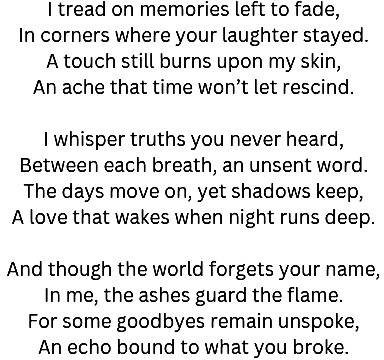 I tread on memories left to fade,
In corners where your laughter stayed.
A touch still burns upon my skin,
An ache that time won’t let rescind.

I whisper truths you never heard,
Between each breath, an unsent word.
The days move on, yet shadows keep,
A love that wakes when night runs deep.

And though the world forgets your name,
In me, the ashes guard the flame.
For some goodbyes remain unspoke,
An echo bound to what you broke.